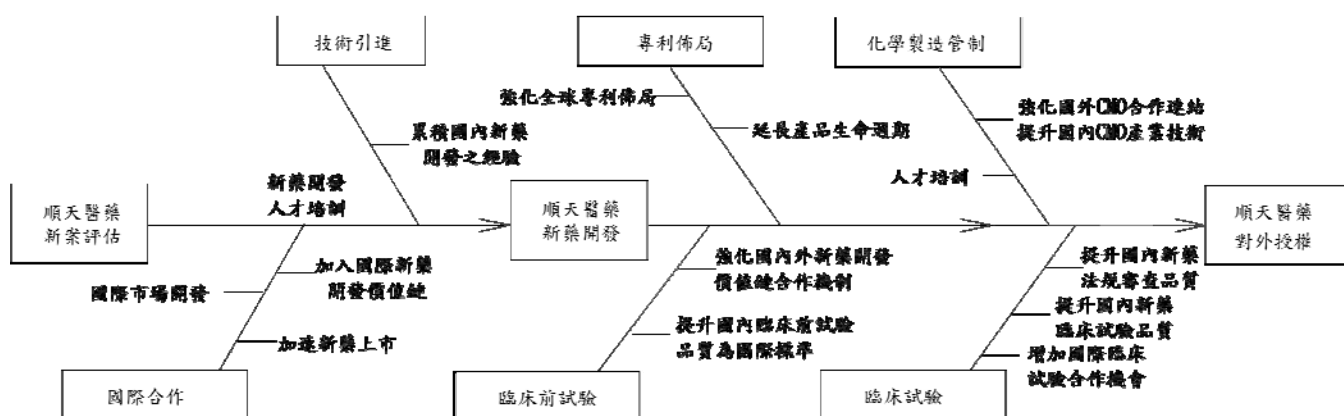 技術引進
專利佈局
化學製造管制
強化全球專利佈局
強化國外(CMO)合作連結
提升國內(CMO)產業技術
累積國內新藥
開發之經驗
延長產品生命週期
人才培訓
新藥開發
人才培訓
順天醫藥
新案評估
順天醫藥
新藥開發
順天醫藥
對外授權
加入國際新藥
開發價值鏈
國際市場開發
加速新藥上市
強化國內外新藥開發
價值鏈合作機制
提升國內臨床前試驗
品質為國際標準
提升國內新藥
法規審查品質
提升國內新藥
臨床試驗品質
增加國際臨床
試驗合作機會
國際合作
臨床前試驗
臨床試驗